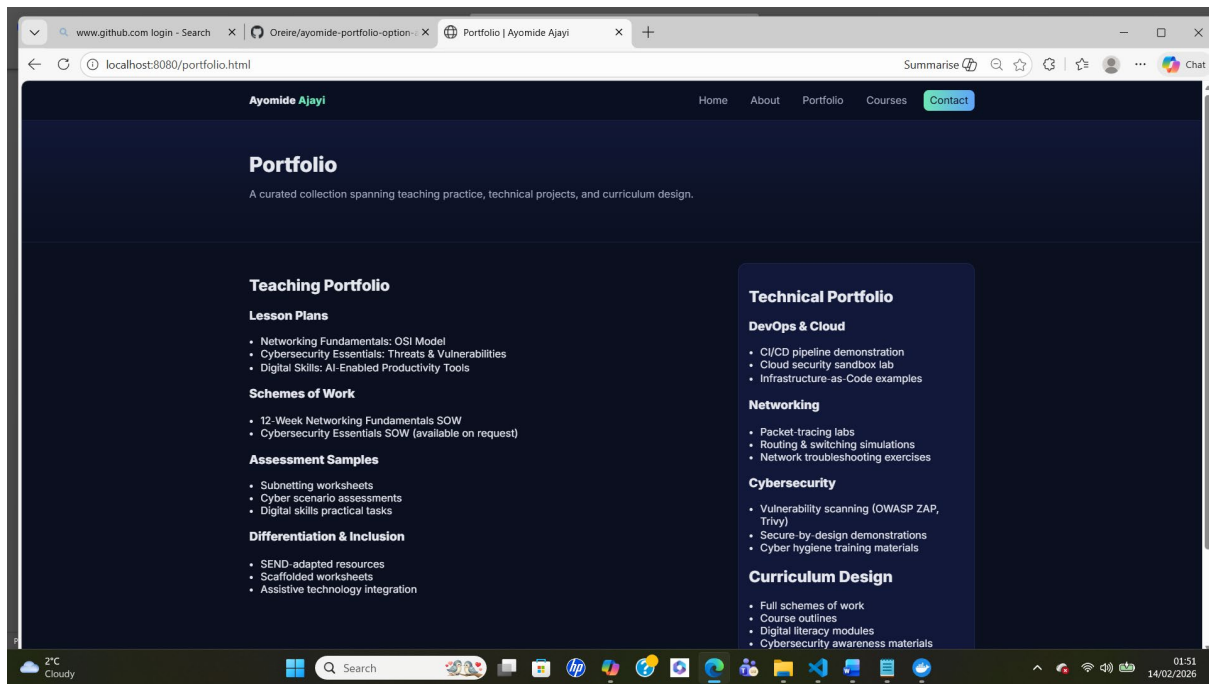 www.github.com login - Search
Oreire/ayomide-portfolio-option-
Portfolio | Ayomide Ajayi
localhost:8080/portfolio.html
Summarise
Chat
Ayomide Ajayi
Home About Portfolio Courses Contact
Portfolio
A curated collection spanning teaching practice, technical projects, and curriculum design.
Teaching Portfolio
Lesson Plans
• Networking Fundamentals: OSI Model
• Cybersecurity Essentials: Threats & Vulnerabilities
• Digital Skills: AI-Enabled Productivity Tools
Schemes of Work
• 12-Week Networking Fundamentals SOW
• Cybersecurity Essentials SOW (available on request)
Assessment Samples
• Subnetting worksheets
• Cyber scenario assessments
• Digital skills practical tasks
Differentiation & Inclusion
• SEND-adapted resources
• Scaffolded worksheets
• Assistive technology integration
Technical Portfolio
DevOps & Cloud
• CI/CD pipeline demonstration
• Cloud security sandbox lab
• Infrastructure-as-Code examples
Networking
• Packet-tracing labs
• Routing & switching simulations
• Network troubleshooting exercises
Cybersecurity
• Vulnerability scanning (OWASP ZAP,
Trivy)
• Secure-by-design demonstrations
• Cyber hygiene training materials
Curriculum Design
• Full schemes of work
• Course outlines
• Digital literacy modules
• Cybersecurity awareness materials
2°C
Cloudy
Search
01:51
14/02/2026